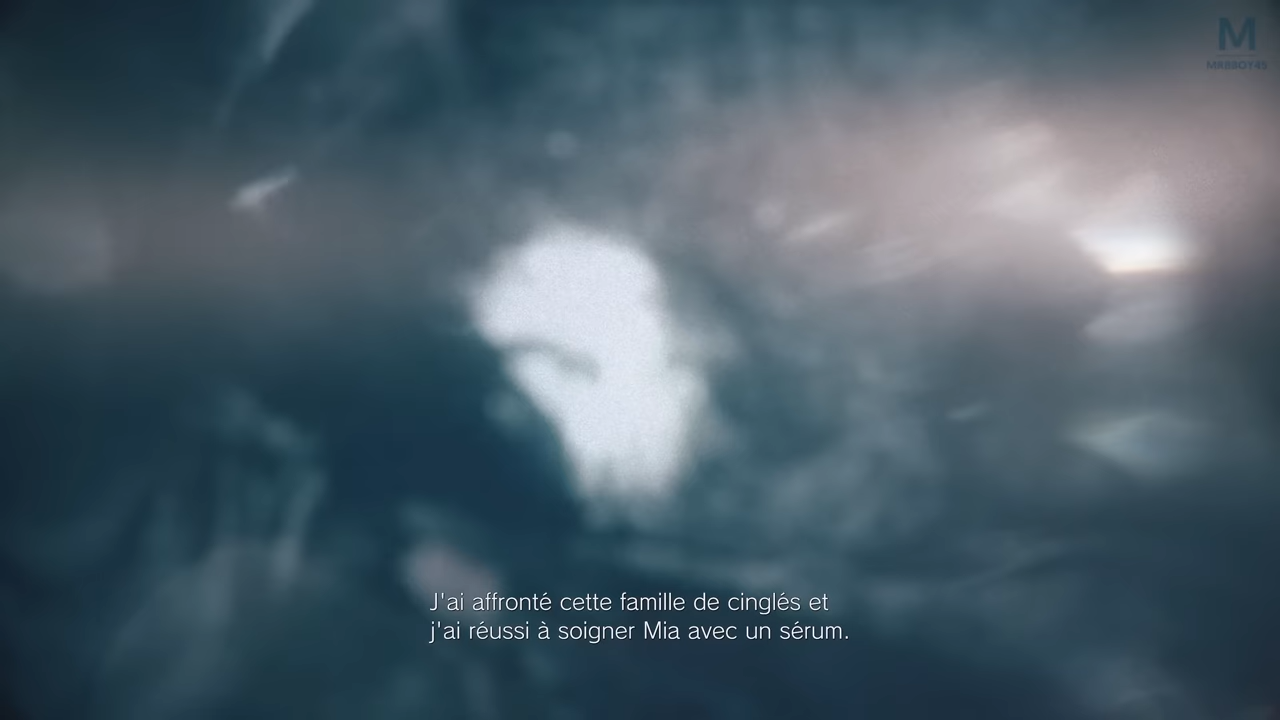 M
MRBBOY45
J'ai affronté cette famille de cinglés et
j'ai réussi à soigner Mia avec un sérum.